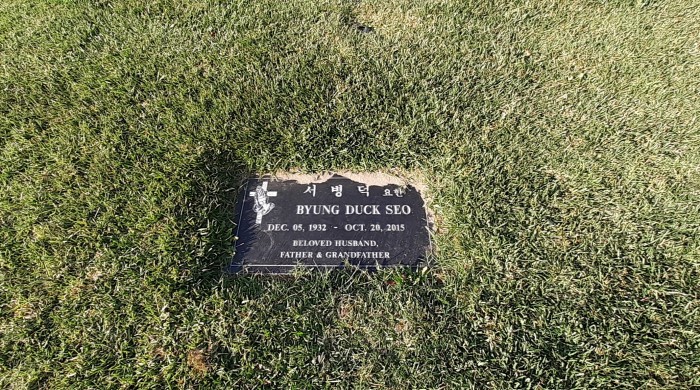 서 병 덕 요한
BYUNG DUCK SEO
DEC. 05, 1932 - OCT. 20, 2015
BELOVED HUSBAND,
FATHER & GRANDFATHER